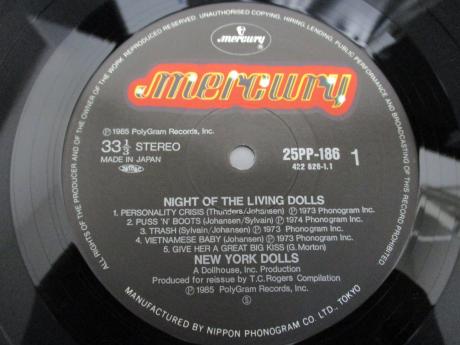 ALL RIGHTS OF THE PRODUCER AND OF THE OWNER OF THE WORK REPRODUCED RESERVED. UNAUTHORISED COPYING, HIRING, LENDING, PUBLIC PERFORMANCE AND BROADCASTING OF THIS RECORD PROHIBITED
mercury
®
mercury
℗ 1985 PolyGram Records, Inc.
33 1/3 STEREO
MADE IN JAPAN
25PP-186 1
422 826-1.1
NIGHT OF THE LIVING DOLLS
1. PERSONALITY CRISIS (Thunders/Johansen) ℗ 1973 Phonogram Inc.
2. PUSS 'N' BOOTS (Johansen/Sylvain) ℗ 1974 Phonogram Inc.
3. TRASH (Sylvain/Johansen) ℗ 1973 Phonogram Inc.
4. VIETNAMESE BABY (Johansen) ℗ 1973 Phonogram Inc.
5. GIVE HER A GREAT BIG KISS (G. Morton)
NEW YORK DOLLS
A Dollhouse, Inc. Production
Produced for reissue by T.C. Rogers Compilation
℗ 1985 PolyGram Records, Inc.
Ⓢ
MANUFACTURED BY NIPPON PHONOGRAM CO. LTD., TOKYO